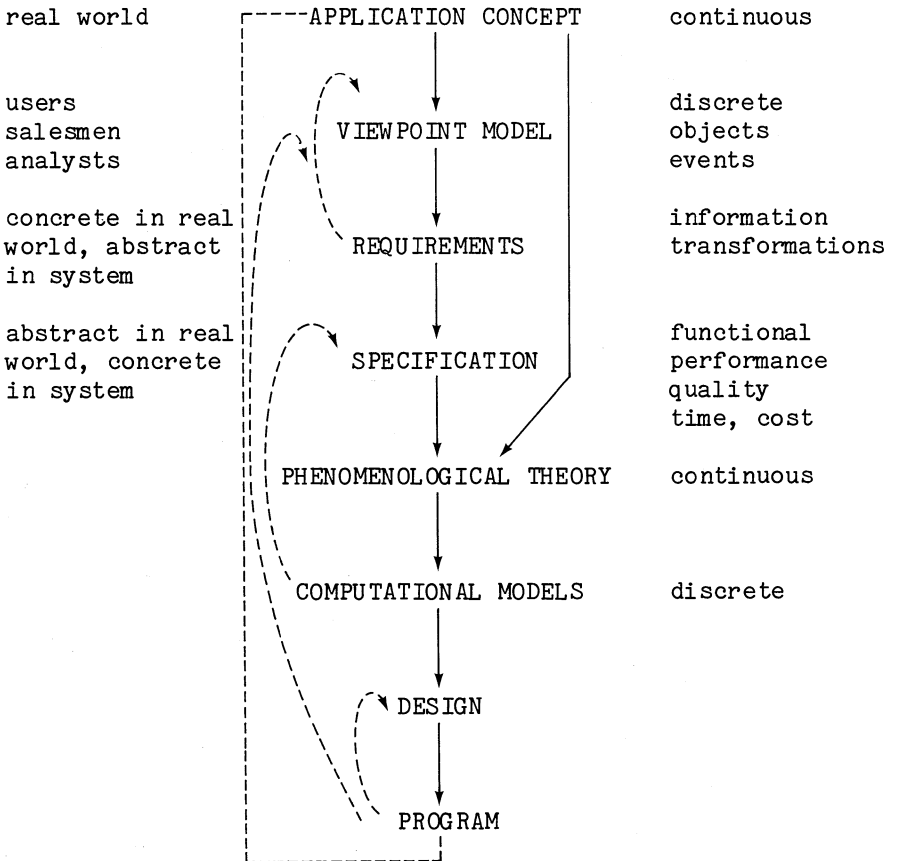 real world APPLICATION CONCEPT continuous
users discrete
salesmen VIEWPOINT MODEL objects
analysts events
concrete in real information
world, abstract REQUIREMENTS transformations
in system
abstract in real functional
world, concrete SPECIFICATION performance
in system quality
time, cost
PHENOMENOLOGICAL THEORY continuous
COMPUTATIONAL MODELS discrete
DESIGN
PROGRAM